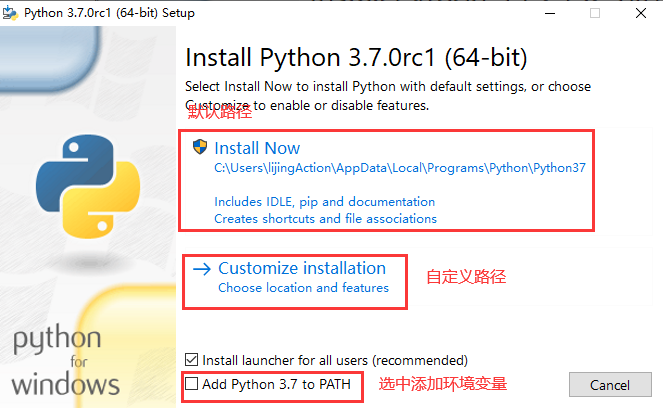 Python 3.7.0rc1 (64-bit) Setup
Install Python 3.7.0rc1 (64-bit)
Select Install Now to install Python with default settings, or choose
Customize to enable or disable features.
默认路径
Install Now
C:\Users\lijingAction\AppData\Local\Programs\Python\Python37
Includes IDLE, pip and documentation
Creates shortcuts and file associations
Customize installation
Choose location and features
自定义路径
python
for
windows
Install launcher for all users (recommended)
Add Python 3.7 to PATH
选中添加环境变量
Cancel